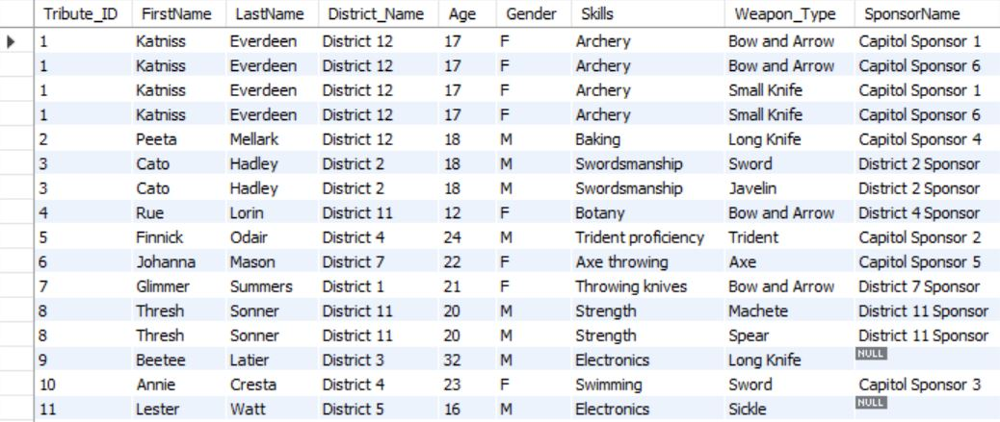 Tribute_ID FirstName LastName District_Name Age Gender Skills Weapon_Type SponsorName
1 Katniss Everdeen District 12 17 F Archery Bow and Arrow Capitol Sponsor 1
1 Katniss Everdeen District 12 17 F Archery Bow and Arrow Capitol Sponsor 6
1 Katniss Everdeen District 12 17 F Archery Small Knife Capitol Sponsor 1
1 Katniss Everdeen District 12 17 F Archery Small Knife Capitol Sponsor 6
2 Peeta Mellark District 12 18 M Baking Long Knife Capitol Sponsor 4
3 Cato Hadley District 2 18 M Swordsmanship Sword District 2 Sponsor
3 Cato Hadley District 2 18 M Swordsmanship Javelin District 2 Sponsor
4 Rue Lorin District 11 12 F Botany Bow and Arrow District 4 Sponsor
5 Finnick Odair District 4 24 M Trident proficiency Trident Capitol Sponsor 2
6 Johanna Mason District 7 22 F Axe throwing Axe Capitol Sponsor 5
7 Glimmer Summers District 1 21 F Throwing knives Bow and Arrow District 7 Sponsor
8 Thresh Sonner District 11 20 M Strength Machete District 11 Sponsor
8 Thresh Sonner District 11 20 M Strength Spear District 11 Sponsor
9 Beetee Latier District 3 32 M Electronics Long Knife NULL
10 Annie Cresta District 4 23 F Swimming Sword Capitol Sponsor 3
11 Lester Watt District 5 16 M Electronics Sickle NULL